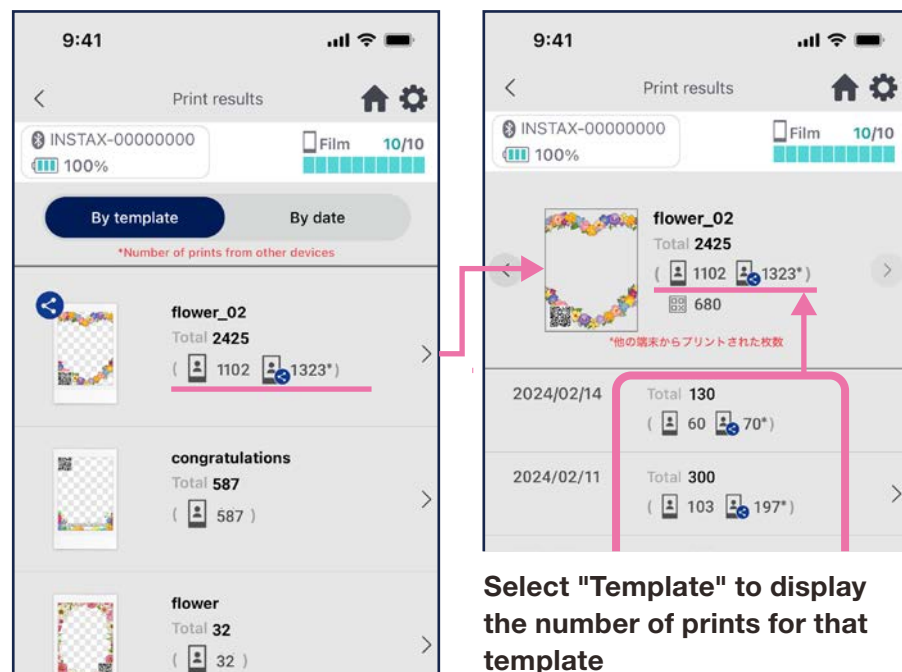 9:41
Print results
INSTAX-00000000
100%
Film 10/10
By template By date
*Number of prints from other devices
flower_02
Total 2425
( 1102 1323*)
congratulations
Total 587
( 587 )
flower
Total 32
( 32 )
9:41
Print results
INSTAX-00000000
100%
Film 10/10
flower_02
Total 2425
( 1102 1323*)
680
*他の端末からプリントされた枚数
2024/02/14 Total 130
( 60 70*)
2024/02/11 Total 300
( 103 197*)
Select "Template" to display
the number of prints for that
template